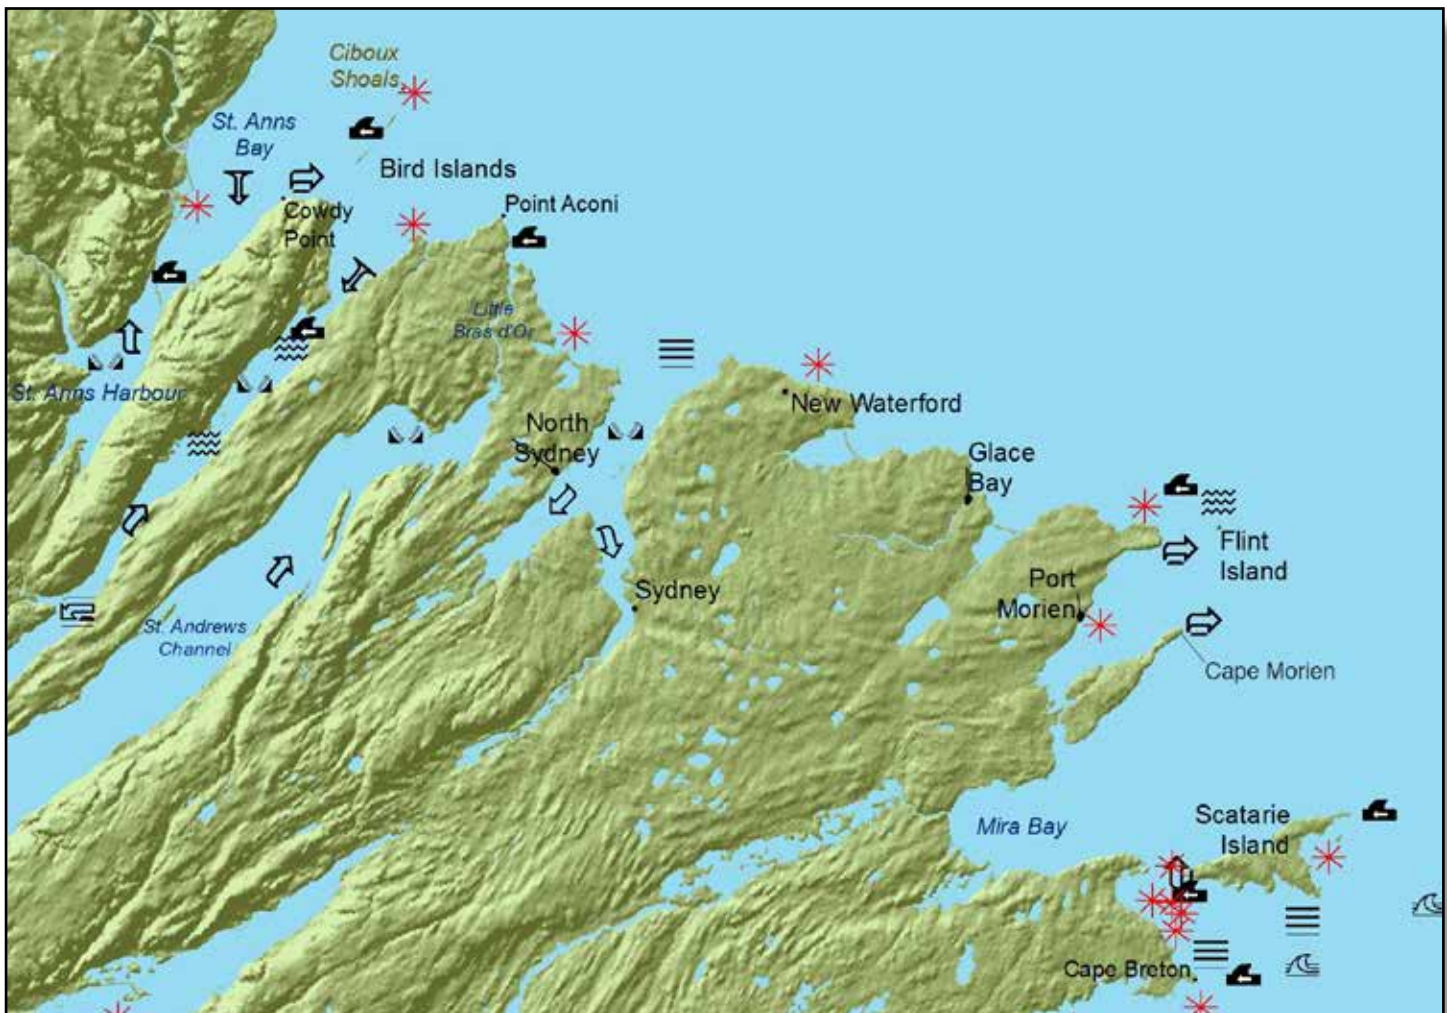 Ciboux
Shoals
St. Anns
Bay
Bird Islands
Cowdy
Point
Point Aconi
Little
Bras d'Or
St. Anns Harbour
New Waterford
North
Sydney
Glace
Bay
Flint
Island
Port
Morien
Sydney
St. Andrews
Channel
Cape Morien
Scatarie
Island
Mira Bay
Cape Breton